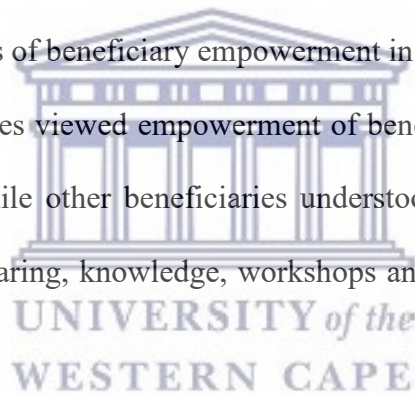 s of beneficiary empowerment in
es viewed empowerment of bene
ile other beneficiaries understoo
aring, knowledge, workshops an
UNIVERSITY of the
WESTERN CAPE